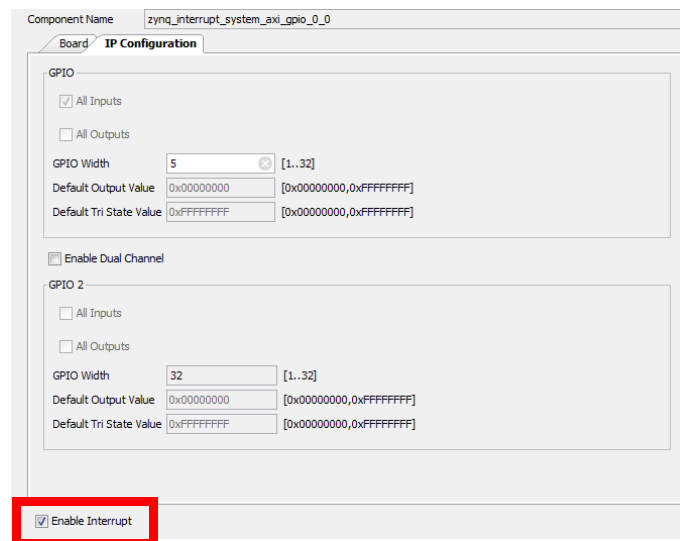 Component Name zynq_interrupt_system_axi_gpio_0_0
Board IP Configuration
GPIO
All Inputs
All Outputs
GPIO Width 5 [1..32]
Default Output Value 0x00000000 [0x00000000,0xFFFFFFFF]
Default Tri State Value 0xFFFFFFFF [0x00000000,0xFFFFFFFF]
Enable Dual Channel
GPIO 2
All Inputs
All Outputs
GPIO Width 32 [1..32]
Default Output Value 0x00000000 [0x00000000,0xFFFFFFFF]
Default Tri State Value 0xFFFFFFFF [0x00000000,0xFFFFFFFF]
Enable Interrupt